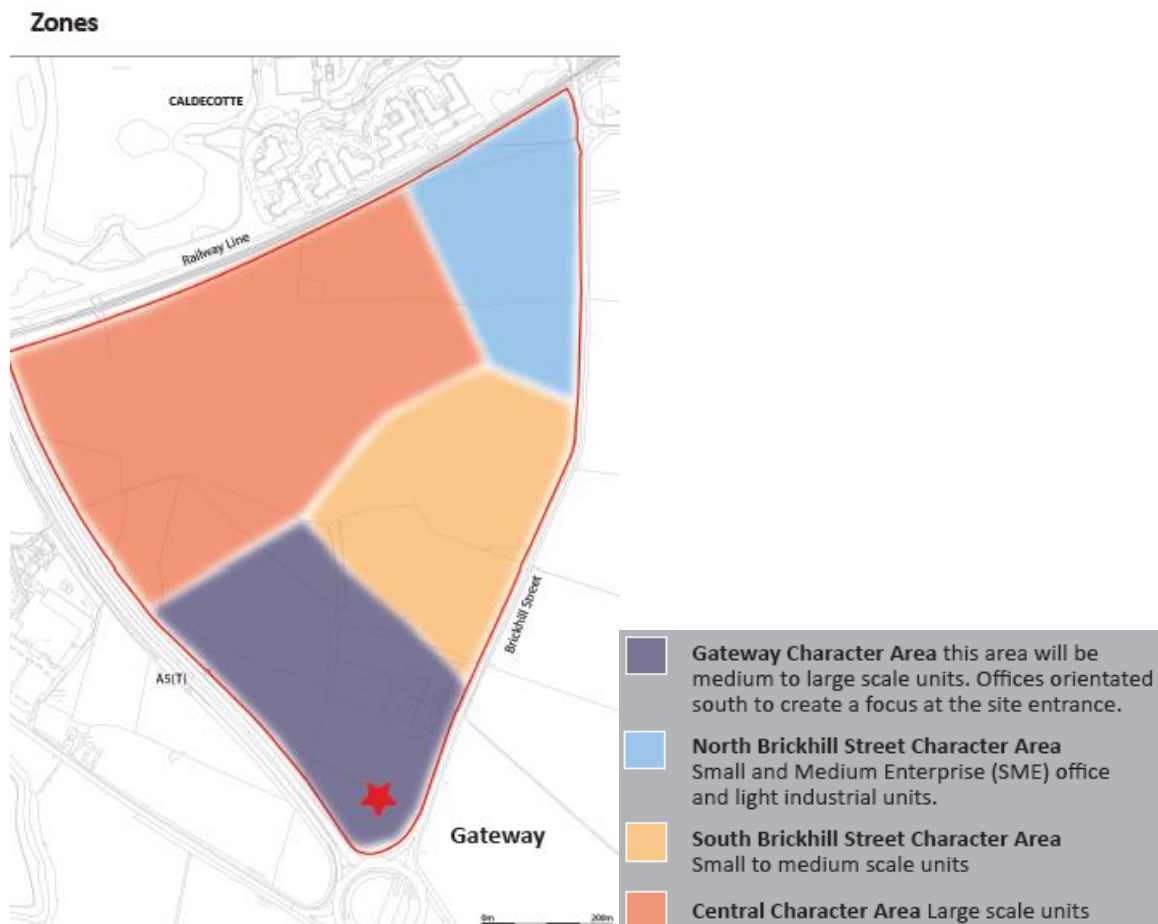 Zones
CALDECOTTE
Railway Line
Brickhill Street
A5(T)
Gateway
0m 200m
Gateway Character Area this area will be
medium to large scale units. Offices orientated
south to create a focus at the site entrance.
North Brickhill Street Character Area
Small and Medium Enterprise (SME) office
and light industrial units.
South Brickhill Street Character Area
Small to medium scale units
Central Character Area Large scale units